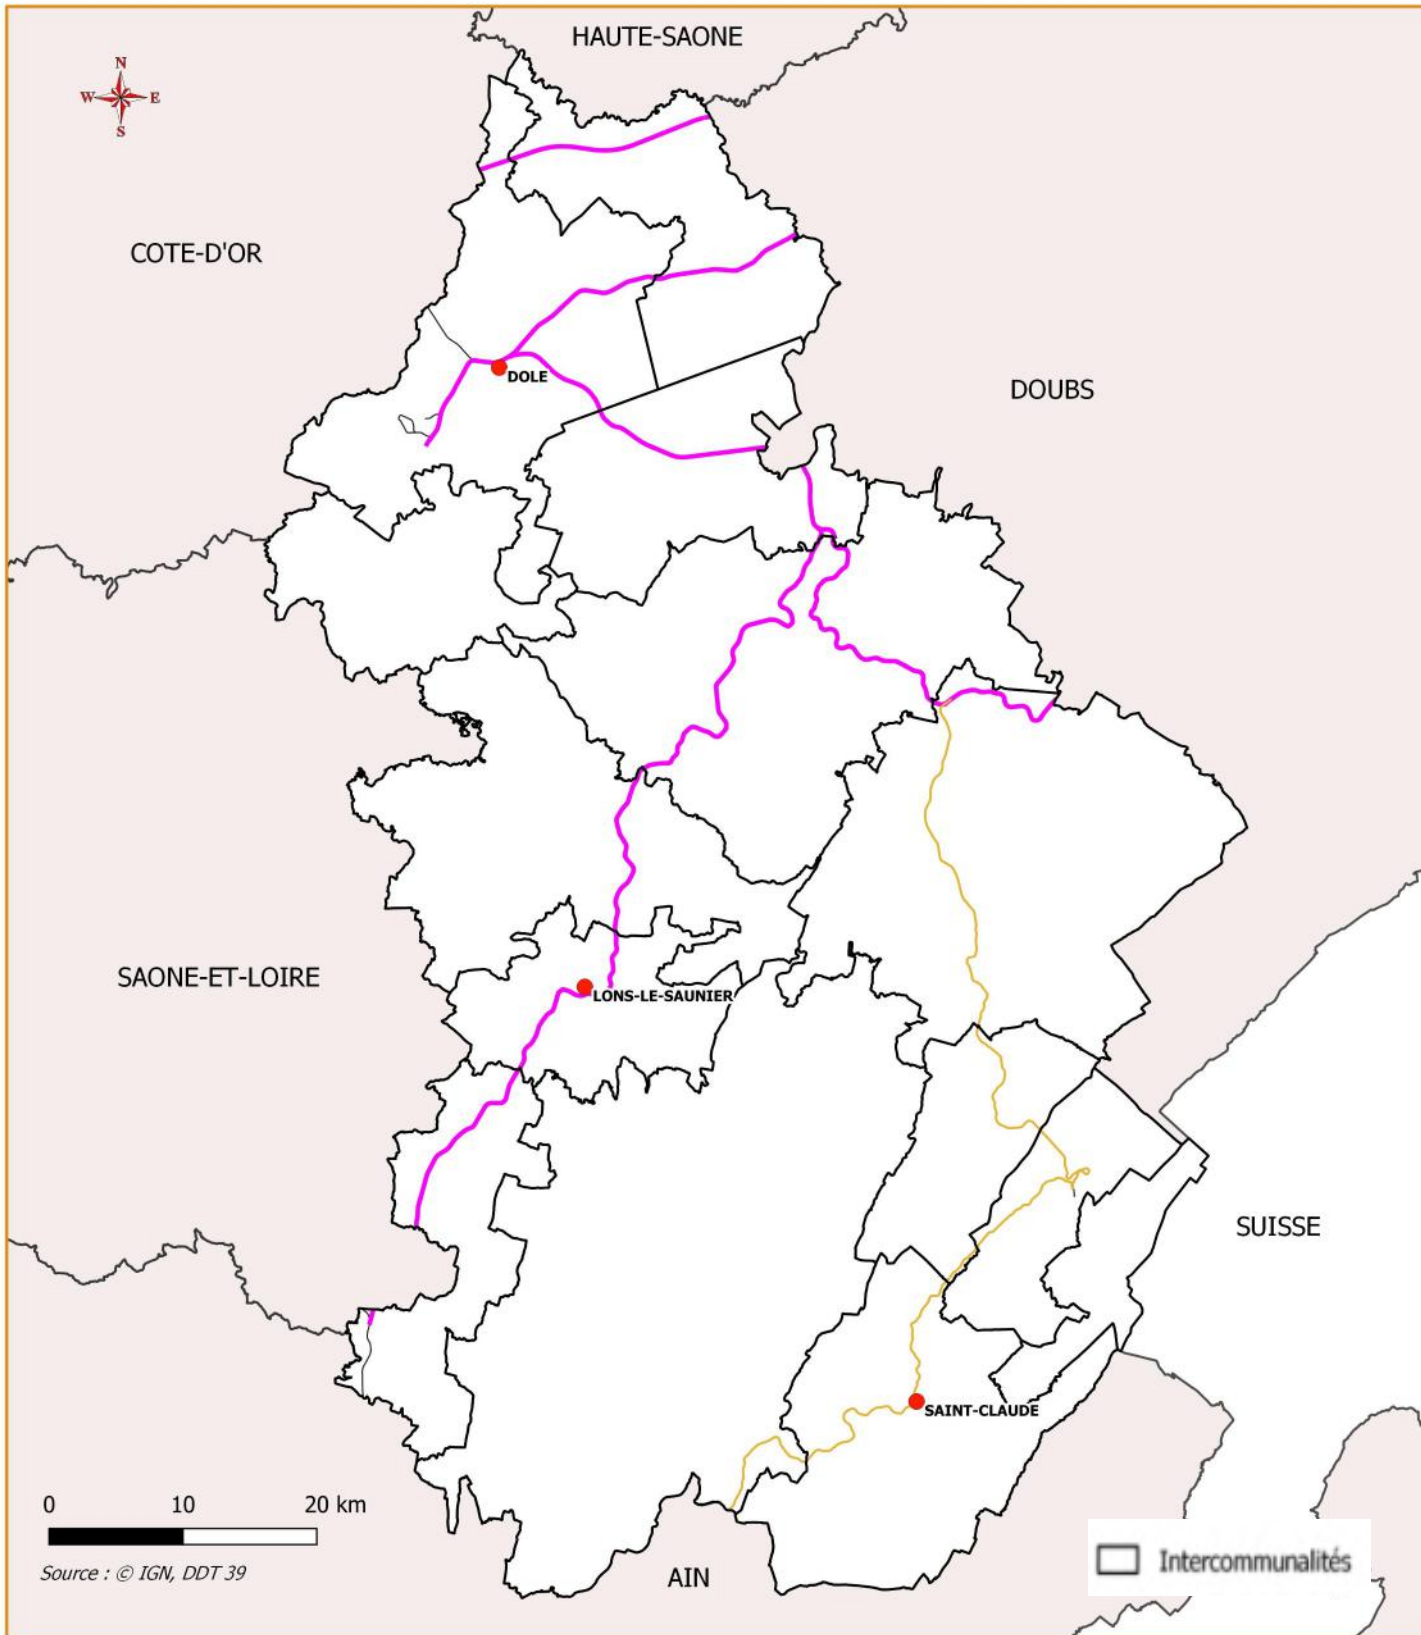 HAUTE-SAONE
N
W E
S
COTE-D'OR
DOLE
DOUBS
SAONE-ET-LOIRE
LONS-LE-SAUNIER
SUISSE
SAINT-CLAUDE
0 10 20 km
Source : © IGN, DDT 39
AIN
Intercommunalités